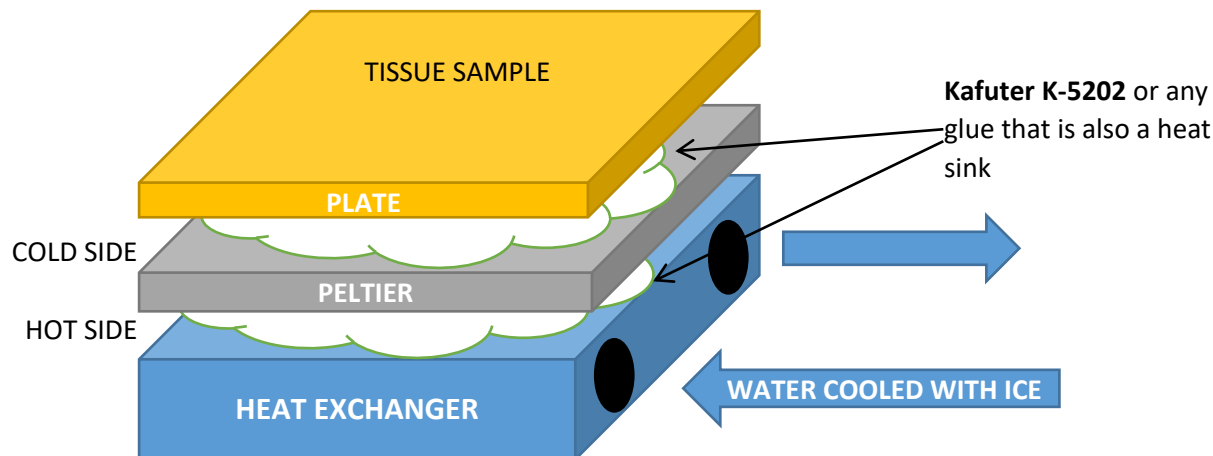 TISSUE SAMPLE
Kafuter K-5202 or any
glue that is also a heat
sink
PLATE
COLD SIDE
PELTIER
HOT SIDE
WATER COOLED WITH ICE
HEAT EXCHANGER